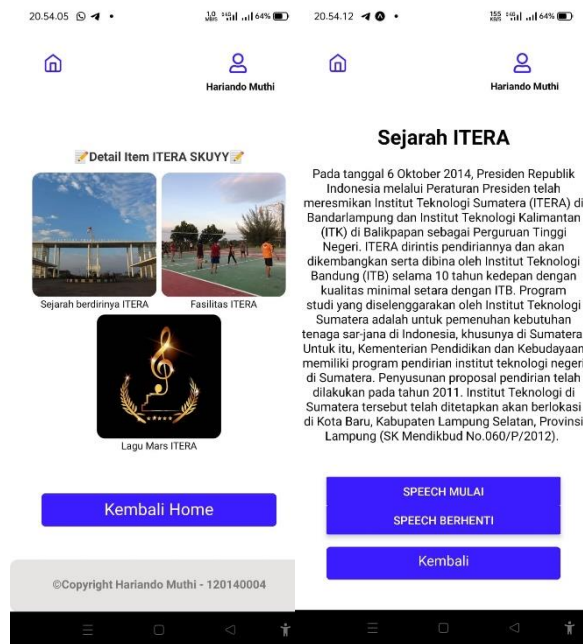 20.54.05
64%
Hariando Muthi
📝Detail Item ITERA SKUYY📝
Sejarah berdirinya ITERA
Fasilitas ITERA
Lagu Mars ITERA
Kembali Home
©Copyright Hariando Muthi - 120140004
20.54.12
64%
Hariando Muthi
Sejarah ITERA
Pada tanggal 6 Oktober 2014, Presiden Republik
Indonesia melalui Peraturan Presiden telah
meresmikan Institut Teknologi Sumatera (ITERA) di
Bandarlampung dan Institut Teknologi Kalimantan
(ITK) di Balikpapan sebagai Perguruan Tinggi
Negeri. ITERA dirintis pendiriannya dan akan
dikembangkan serta dibina oleh Institut Teknologi
Bandung (ITB) selama 10 tahun kedepan dengan
kualitas minimal setara dengan ITB. Program
studi yang diselenggarakan oleh Institut Teknologi
Sumatera adalah untuk pemenuhan kebutuhan
tenaga sar-jana di Indonesia, khusunya di Sumatera
Untuk itu, Kementerian Pendidikan dan Kebudayaan
memiliki program pendirian institut teknologi negeri
di Sumatera. Penyusunan proposal pendirian telah
dilakukan pada tahun 2011. Institut Teknologi di
Sumatera tersebut telah ditetapkan akan berlokasi
di Kota Baru, Kabupaten Lampung Selatan, Provinsi
Lampung (SK Mendikbud No.060/P/2012).
SPEECH MULAI
SPEECH BERHENTI
Kembali